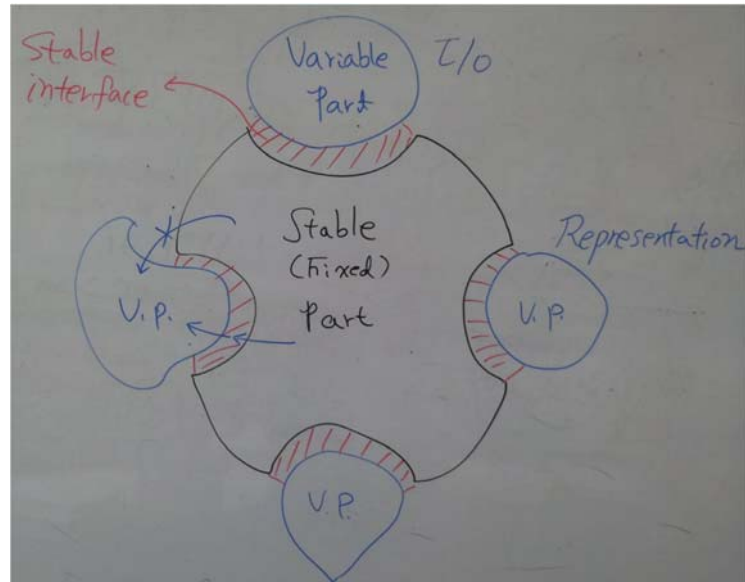 Stable
interface
Variable
Part
I/O
Stable
(Fixed)
Part
Representation
V.P.
V.P.
V.P.